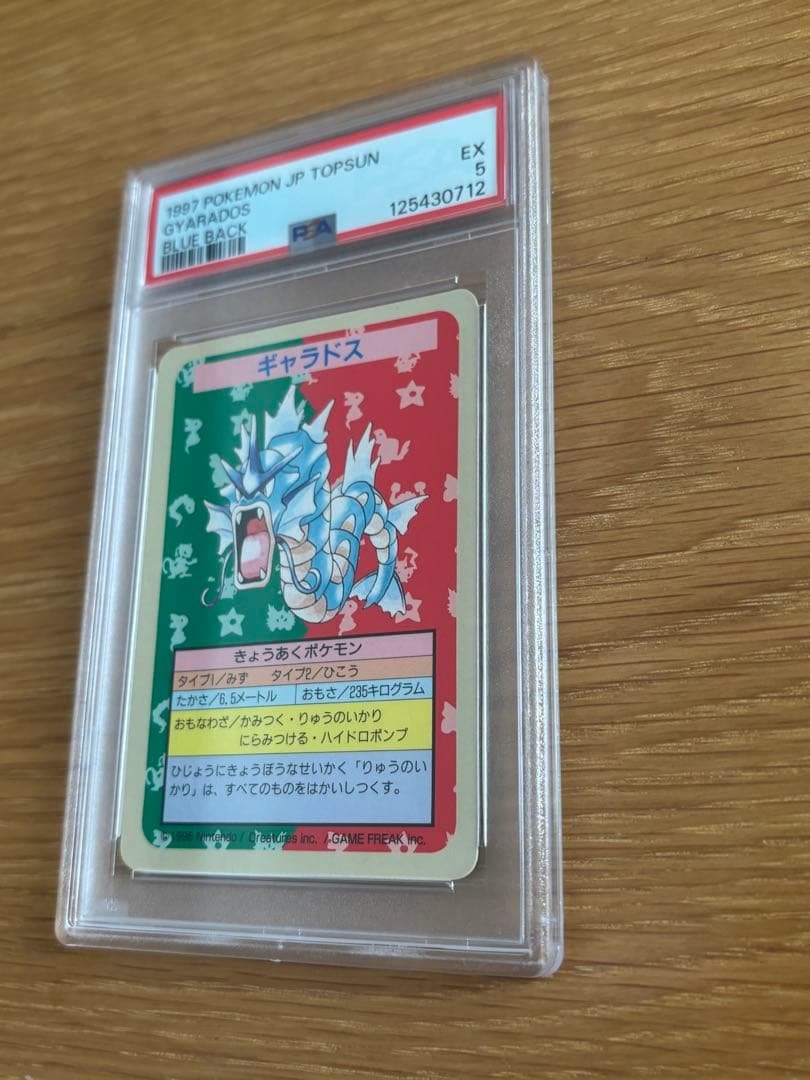 1997 POKEMON JP TOPSUN
GYARADOS
BLUE BACK
EX
5
125430712
PSA
ギャラドス
きょうあくポケモン
タイプ1／みず タイプ2／ひこう
たかさ／6.5メートル おもさ／235キログラム
おもなわざ／かみつく・りゅうのいかり
にらみつける・ハイドロポンプ
ひじょうにきょうぼうなせいかく「りゅうのい
かり」は、すべてのものをはかいしつくす。
©1995 Nintendo / Creatures inc. / GAME FREAK inc.